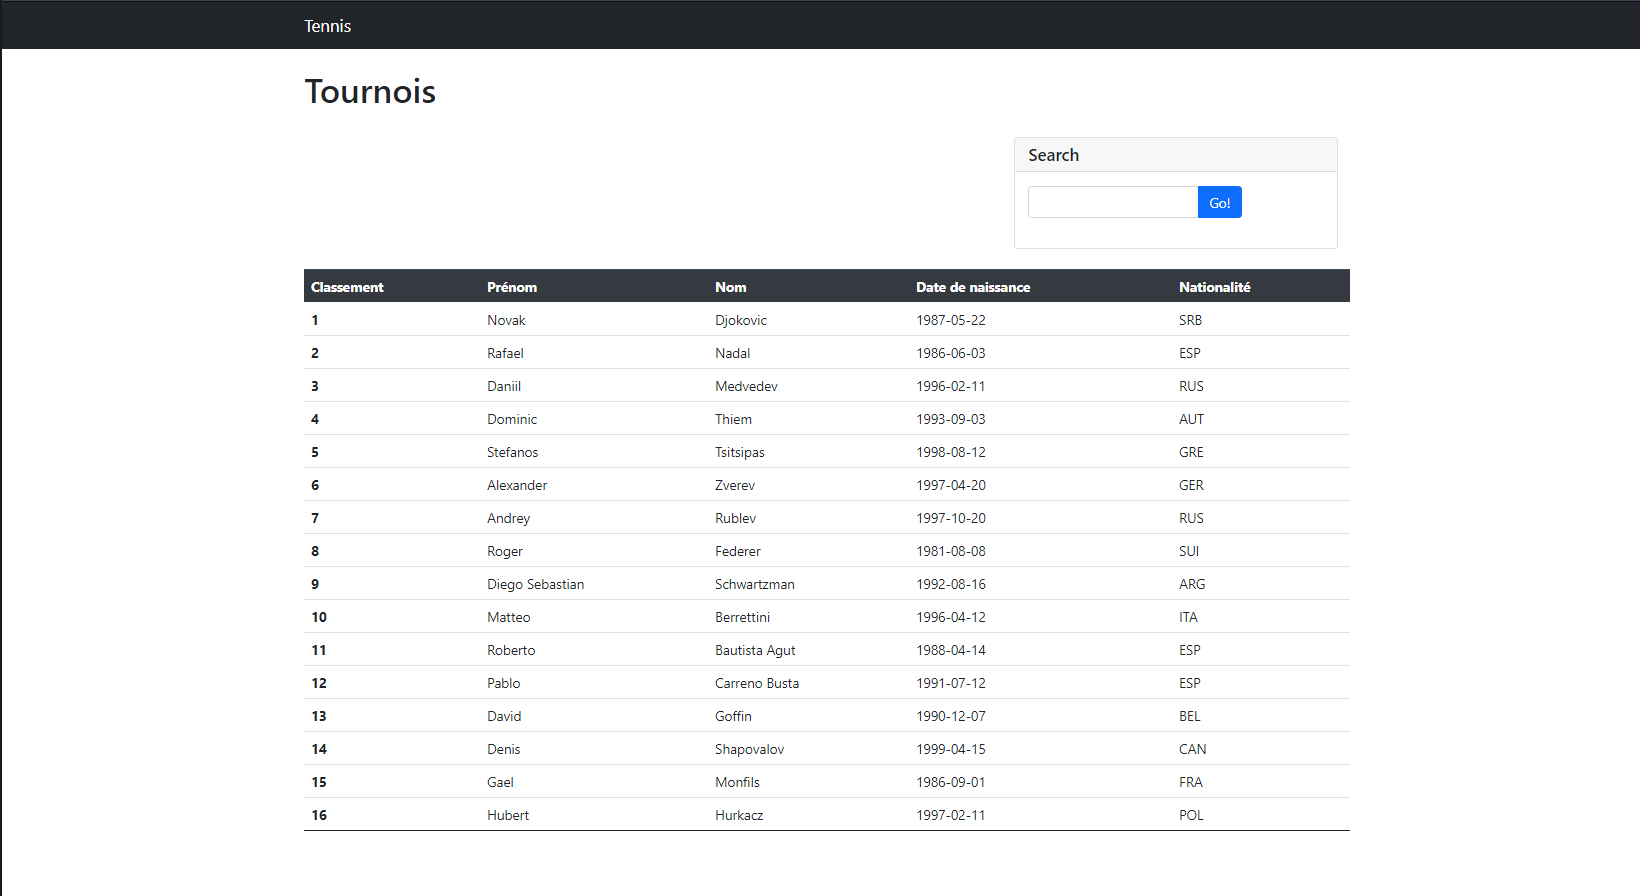 Tennis
Tournois
Search
Go!
Classement Prénom Nom Date de naissance Nationalité
1 Novak Djokovic 1987-05-22 SRB
2 Rafael Nadal 1986-06-03 ESP
3 Daniil Medvedev 1996-02-11 RUS
4 Dominic Thiem 1993-09-03 AUT
5 Stefanos Tsitsipas 1998-08-12 GRE
6 Alexander Zverev 1997-04-20 GER
7 Andrey Rublev 1997-10-20 RUS
8 Roger Federer 1981-08-08 SUI
9 Diego Sebastian Schwartzman 1992-08-16 ARG
10 Matteo Berrettini 1996-04-12 ITA
11 Roberto Bautista Agut 1988-04-14 ESP
12 Pablo Carreno Busta 1991-07-12 ESP
13 David Goffin 1990-12-07 BEL
14 Denis Shapovalov 1999-04-15 CAN
15 Gael Monfils 1986-09-01 FRA
16 Hubert Hurkacz 1997-02-11 POL